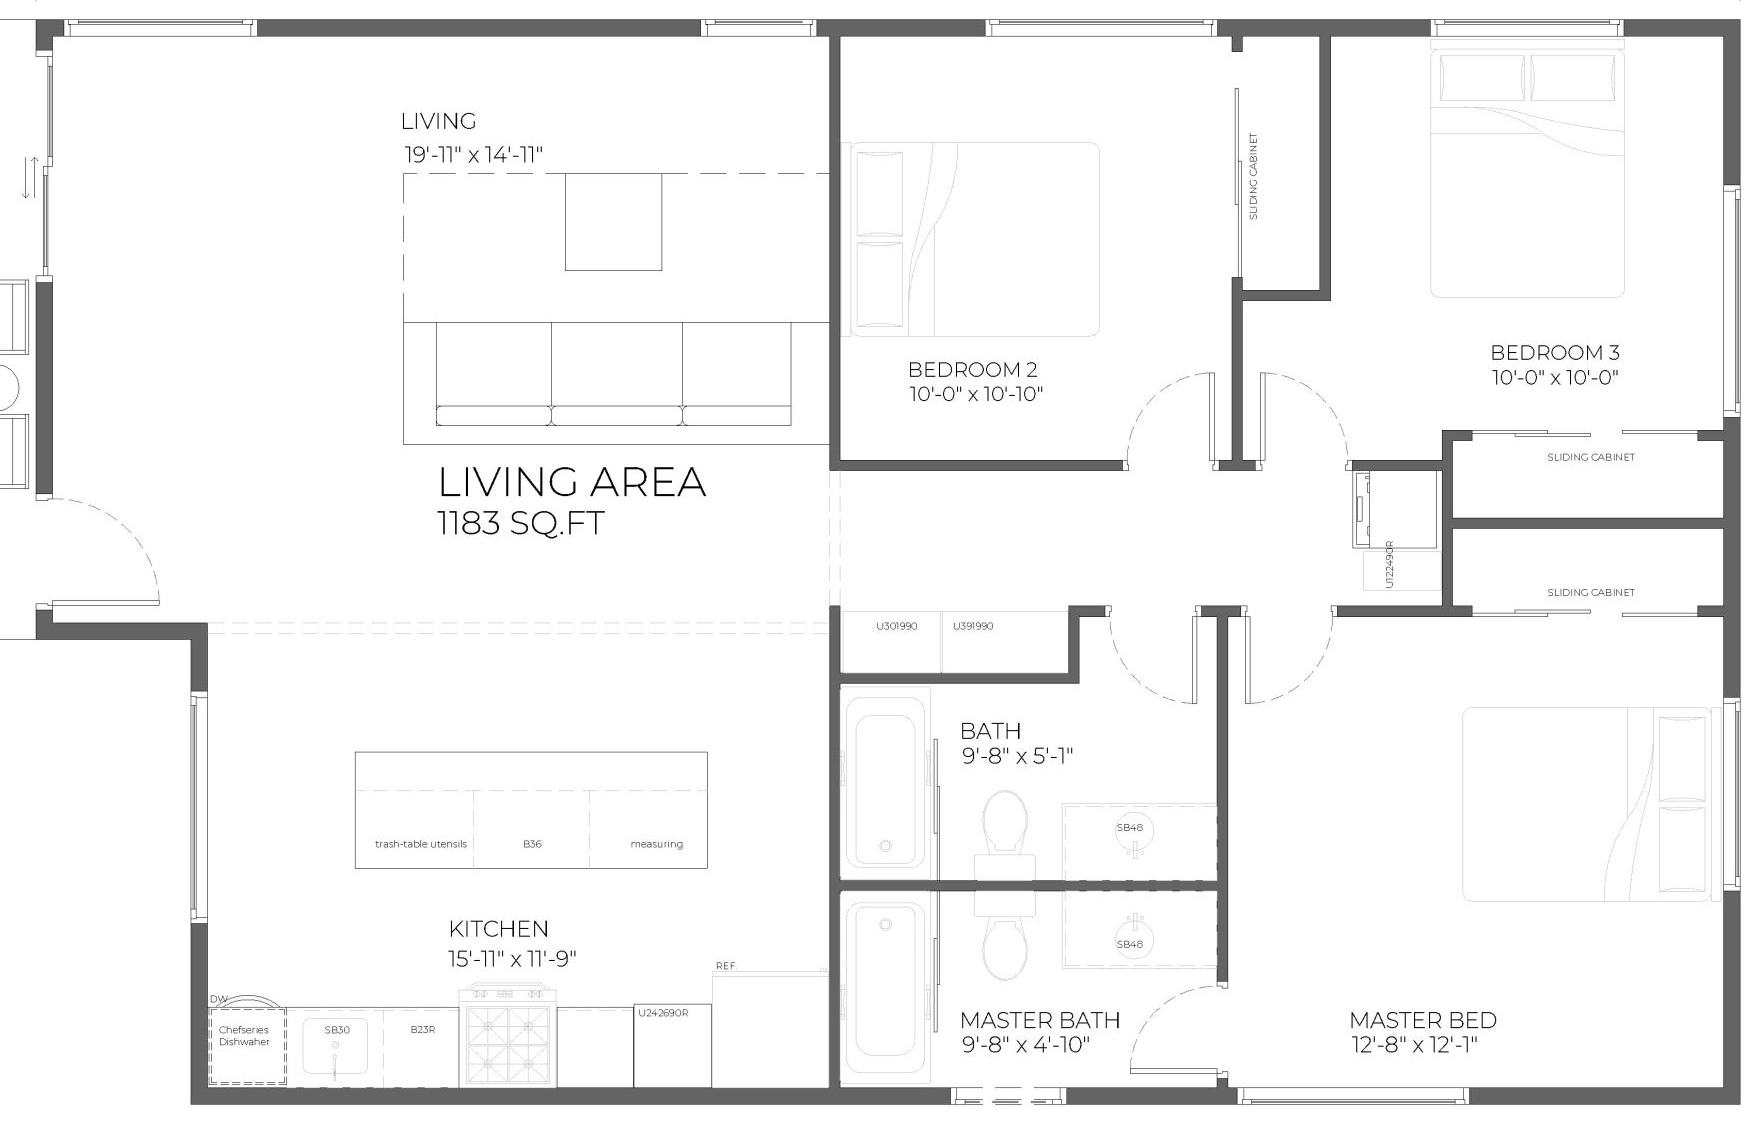 LIVING
19'-11" x 14'-11"
SLIDING CABINET
BEDROOM 2
10'-0" x 10'-10"
BEDROOM 3
10'-0" x 10'-0"
SLIDING CABINET
LIVING AREA
1183 SQ.FT
U122490R
SLIDING CABINET
U301990
U391990
BATH
9'-8" x 5'-1"
SB48
trash-table utensils
B36
measuring
KITCHEN
15'-11" x 11'-9"
REF.
SB48
DW
Chefseries
Dishwaher
SB30
B23R
U242690R
MASTER BATH
9'-8" x 4'-10"
MASTER BED
12'-8" x 12'-1"